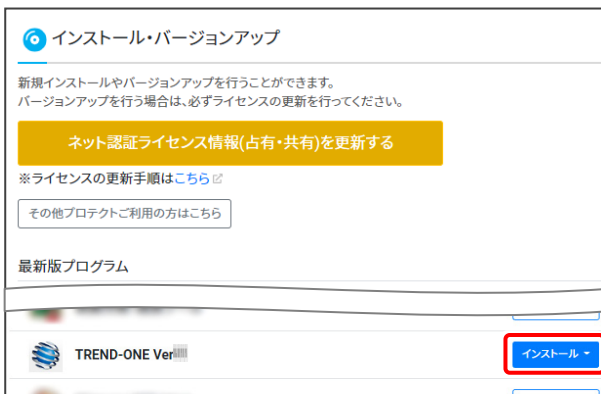 インストール・バージョンアップ
新規インストールやバージョンアップを行うことができます。
バージョンアップを行う場合は、必ずライセンスの更新を行ってください。
ネット認証ライセンス情報(占有・共有)を更新する
※ライセンスの更新手順はこちら
その他プロテクトご利用の方はこちら
最新版プログラム
TREND-ONE Ver
インストール